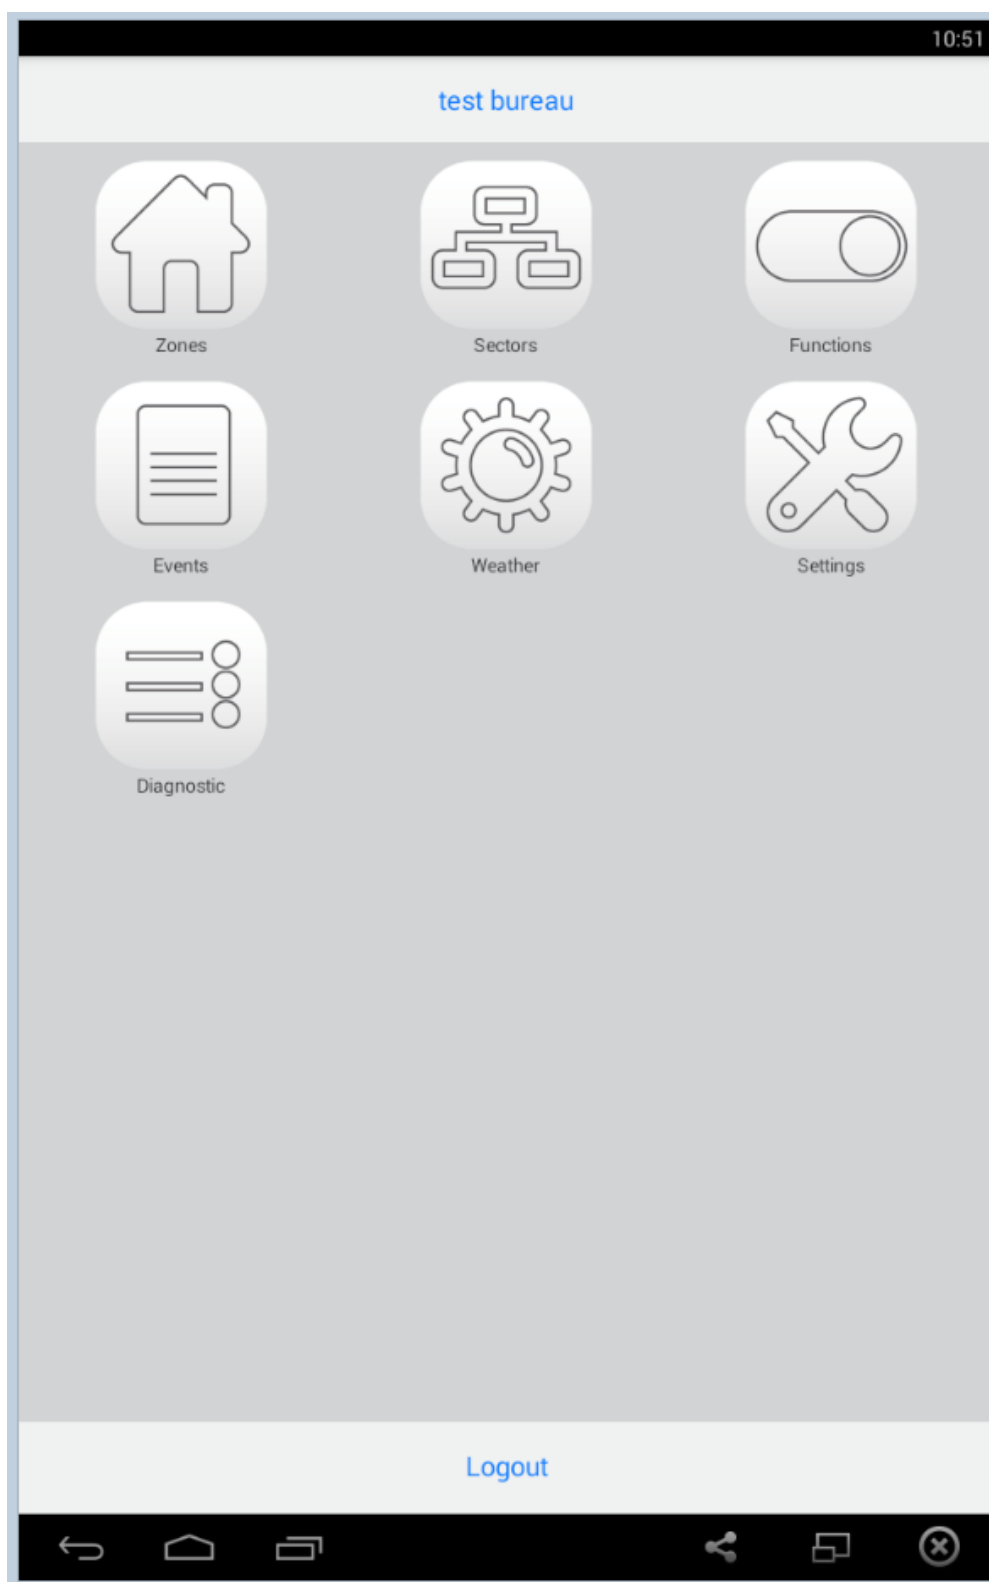 10:51
test bureau
Zones Sectors Functions
Events Weather Settings
Diagnostic
Logout